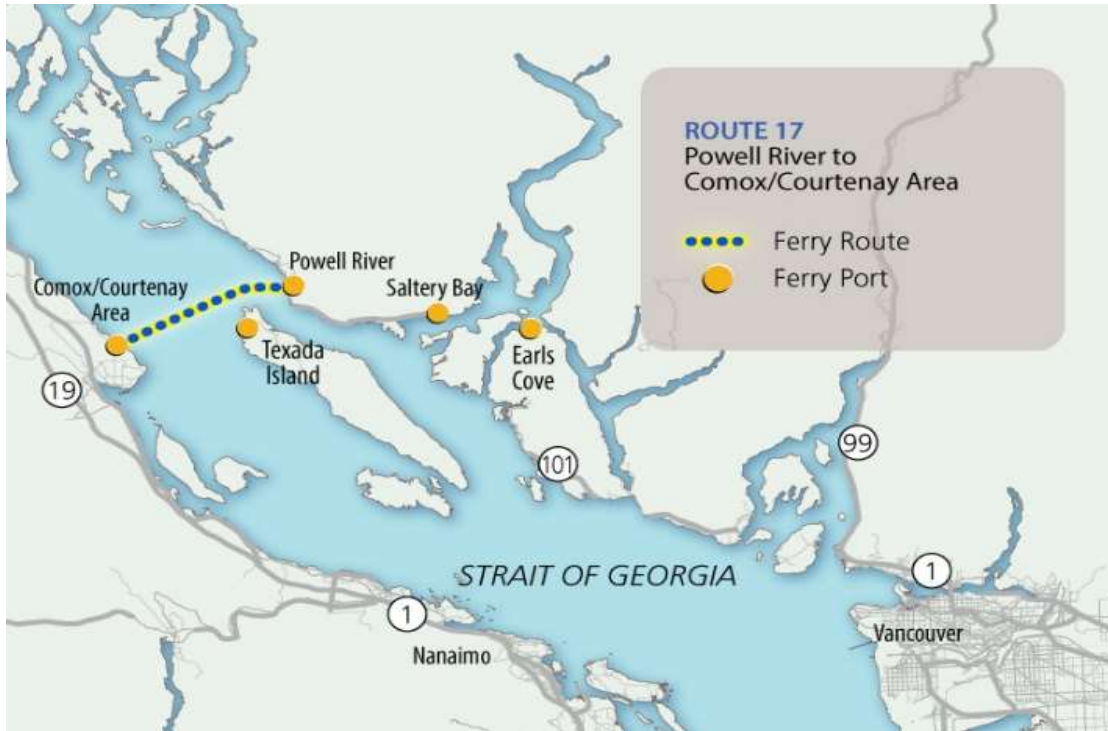 ROUTE 17
Powell River to
Comox/Courtenay Area
Ferry Route
Ferry Port
Powell River
Comox/Courtenay
Area
Saltery Bay
Texada
Island
Earls
Cove
19
101
99
STRAIT OF GEORGIA
1
1
Vancouver
Nanaimo